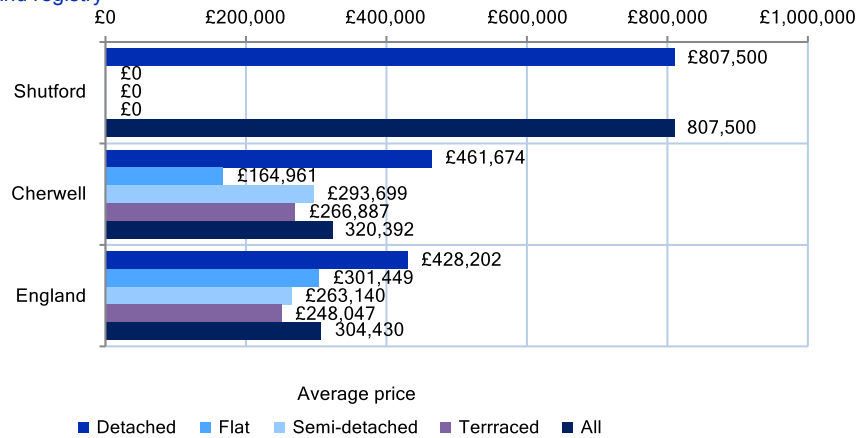 registry
£0 £200,000 £400,000 £600,000 £800,000 £1,000,000
£807,500
£0
Shutford £0
£0
807,500
£461,674
£164,961
Cherwell £293,699
£266,887
320,392
£428,202
£301,449
England £263,140
£248,047
304,430
Average price
Detached Flat Semi-detached Terrraced All